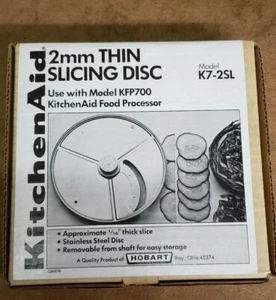 KitchenAid
2mm THIN
SLICING DISC
Model
K7-2SL
Use with Model KFP700
KitchenAid Food Processor
• Approximate 1/16" thick slice
• Stainless Steel Disc
• Removable from shaft for easy storage
A Quality Product of HOBART Troy, Ohio 45374